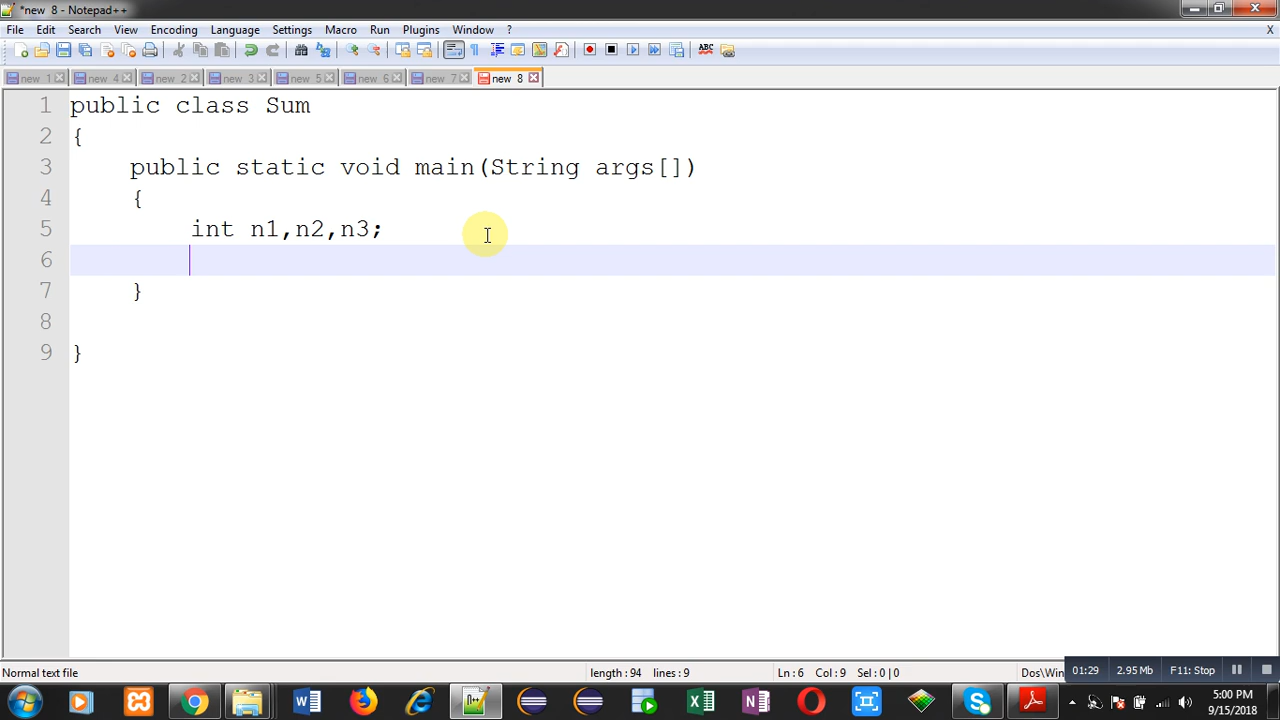 *new 8 - Notepad++
File Edit Search View Encoding Language Settings Macro Run Plugins Window ? X
new 1 new 4 new 2 new 3 new 5 new 6 new 7 new 8
1 public class Sum
2 {
3 public static void main(String args[])
4 {
5 int n1,n2,n3;
6
7 }
8
9 }
Normal text file length : 94 lines : 9 Ln : 6 Col : 9 Sel : 0 | 0 Dos\Win 01:29 2.95 Mb F11: Stop
5:00 PM
9/15/2018